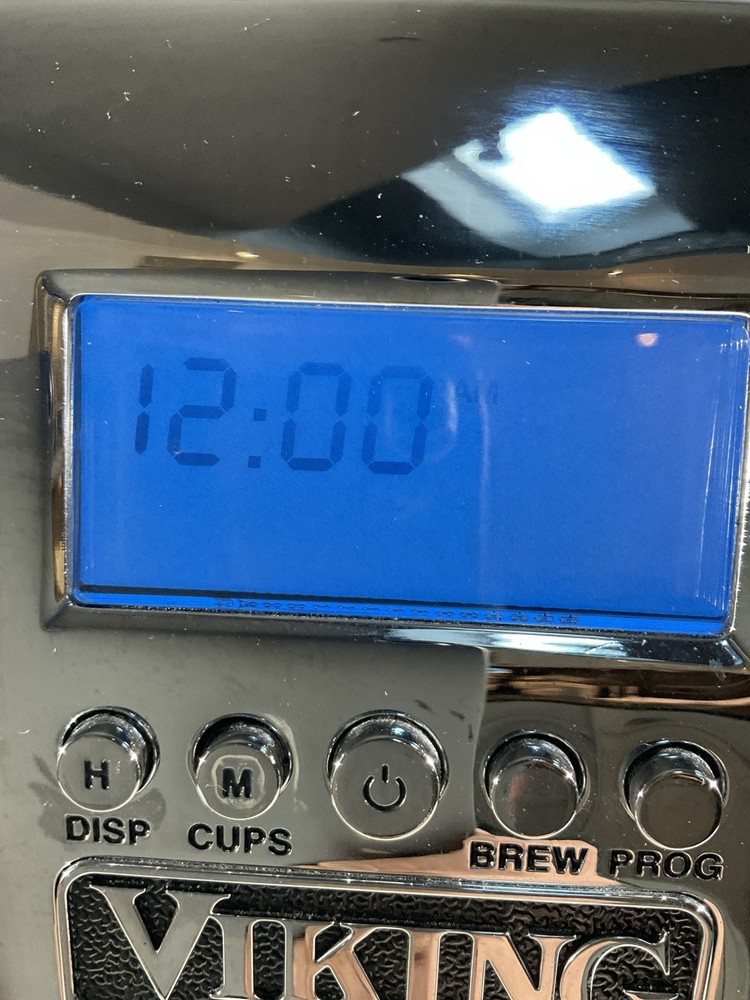 12:00 AM
H M
DISP CUPS BREW PROG
VIKING